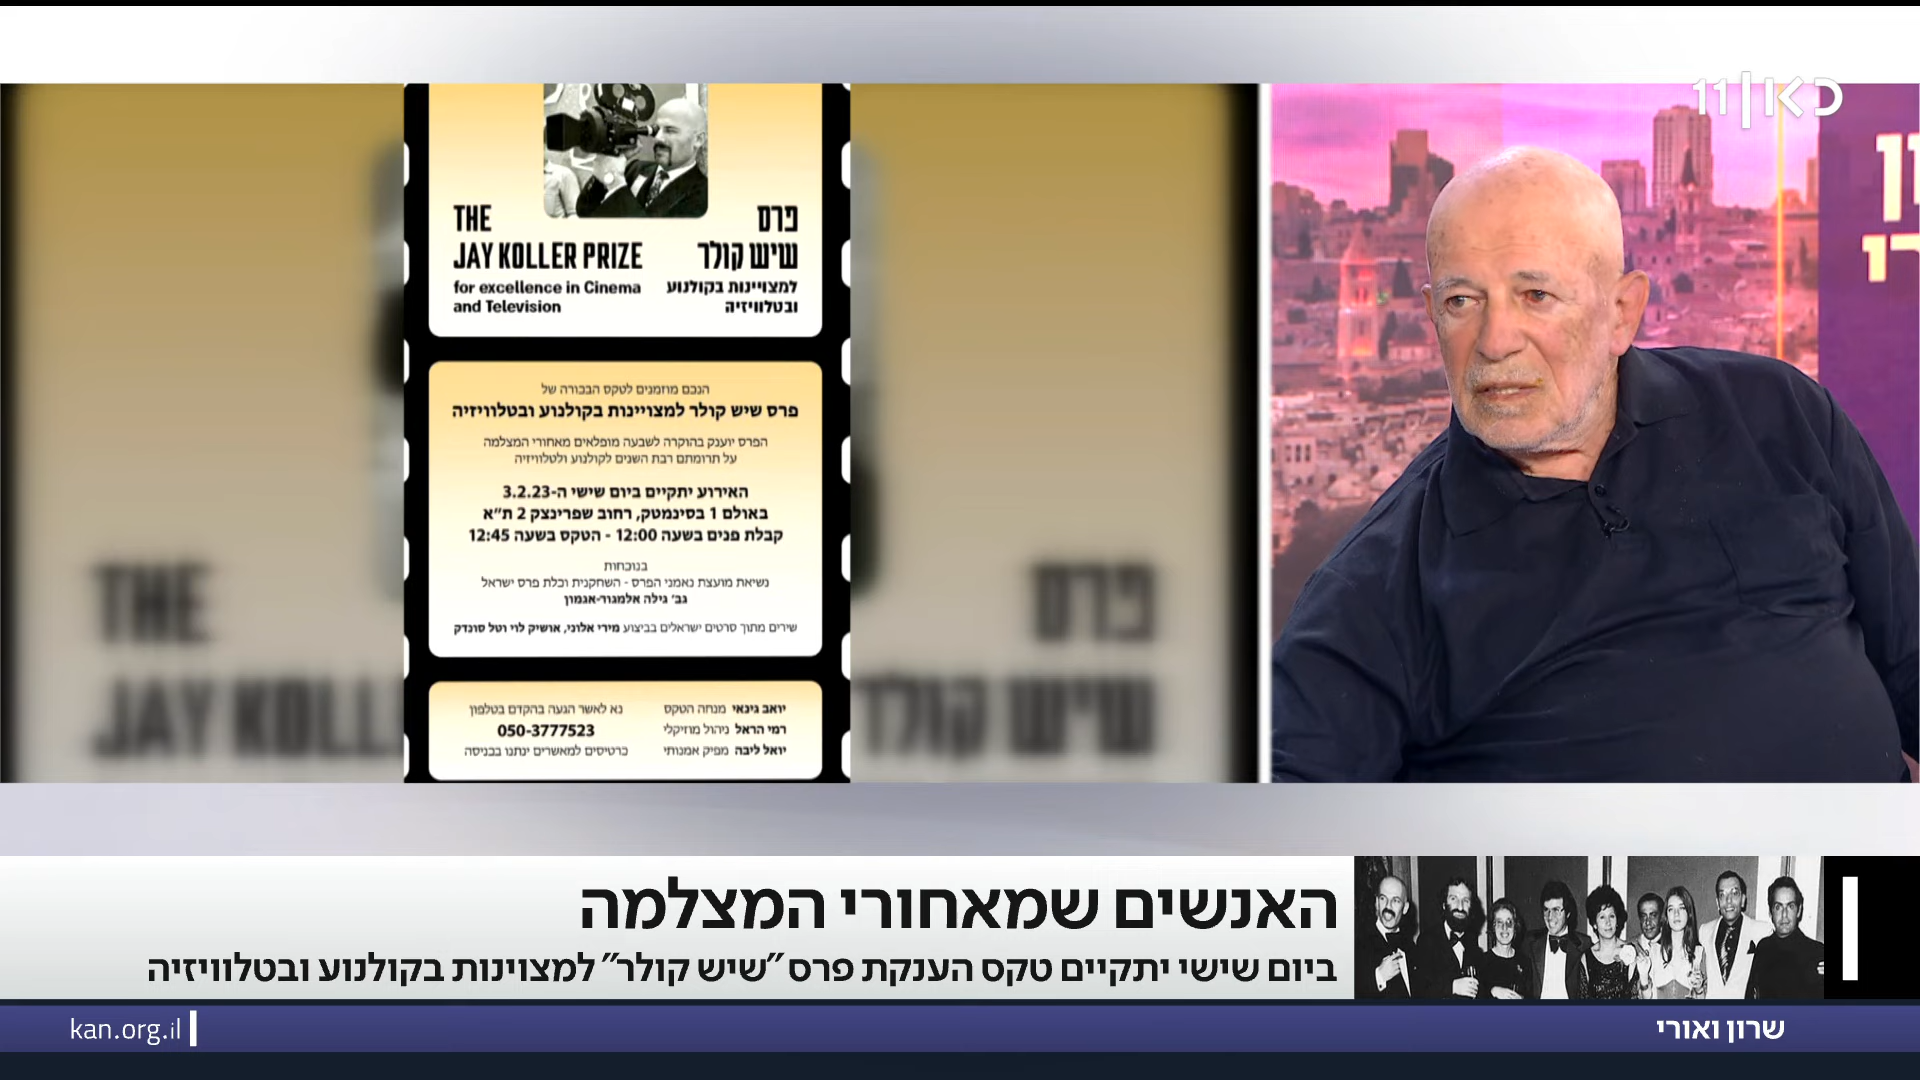 כאן 11
THE
JAY KOLLER PRIZE
for excellence in Cinema
and Television
פרס
שיש קולר
למצויינות בקולנוע
ובטלוויזיה
הנכם מוזמנים לטקס הבכורה של
פרס שיש קולר למצויינות בקולנוע ובטלוויזיה
הפרס יוענק בהוקרה לשבעה מופלאים מאחורי המצלמה
על תרומתם רבת השנים לקולנוע ולטלוויזיה
האירוע יתקיים ביום שישי ה-3.2.23
באולם 1 בסינמטק, רחוב שפרינצק 2 ת״א
קבלת פנים בשעה 12:00 - הטקס בשעה 12:45
בנוכחות
נשיאת מועצת נאמני הפרס - השחקנית וכלת פרס ישראל
גב׳ גילה אלמגור-אגמון
שירים מתוך סרטים ישראלים בביצוע מירי אלוני, אושיק לוי וטל סונדק
יואב גינאי מנחה הטקס
רמי הראל ניהול מוזיקלי
יואל ליבה מפיק אמנותי
נא לאשר הגעה בהקדם בטלפון
050-3777523
כרטיסים למאשרים ינתנו בכניסה
THE
JAY KOLL
פרס
שיש קולר
האנשים שמאחורי המצלמה
ביום שישי יתקיים טקס הענקת פרס "שיש קולר" למצוינות בקולנוע ובטלוויזיה
שרון ואורי
kan.org.il